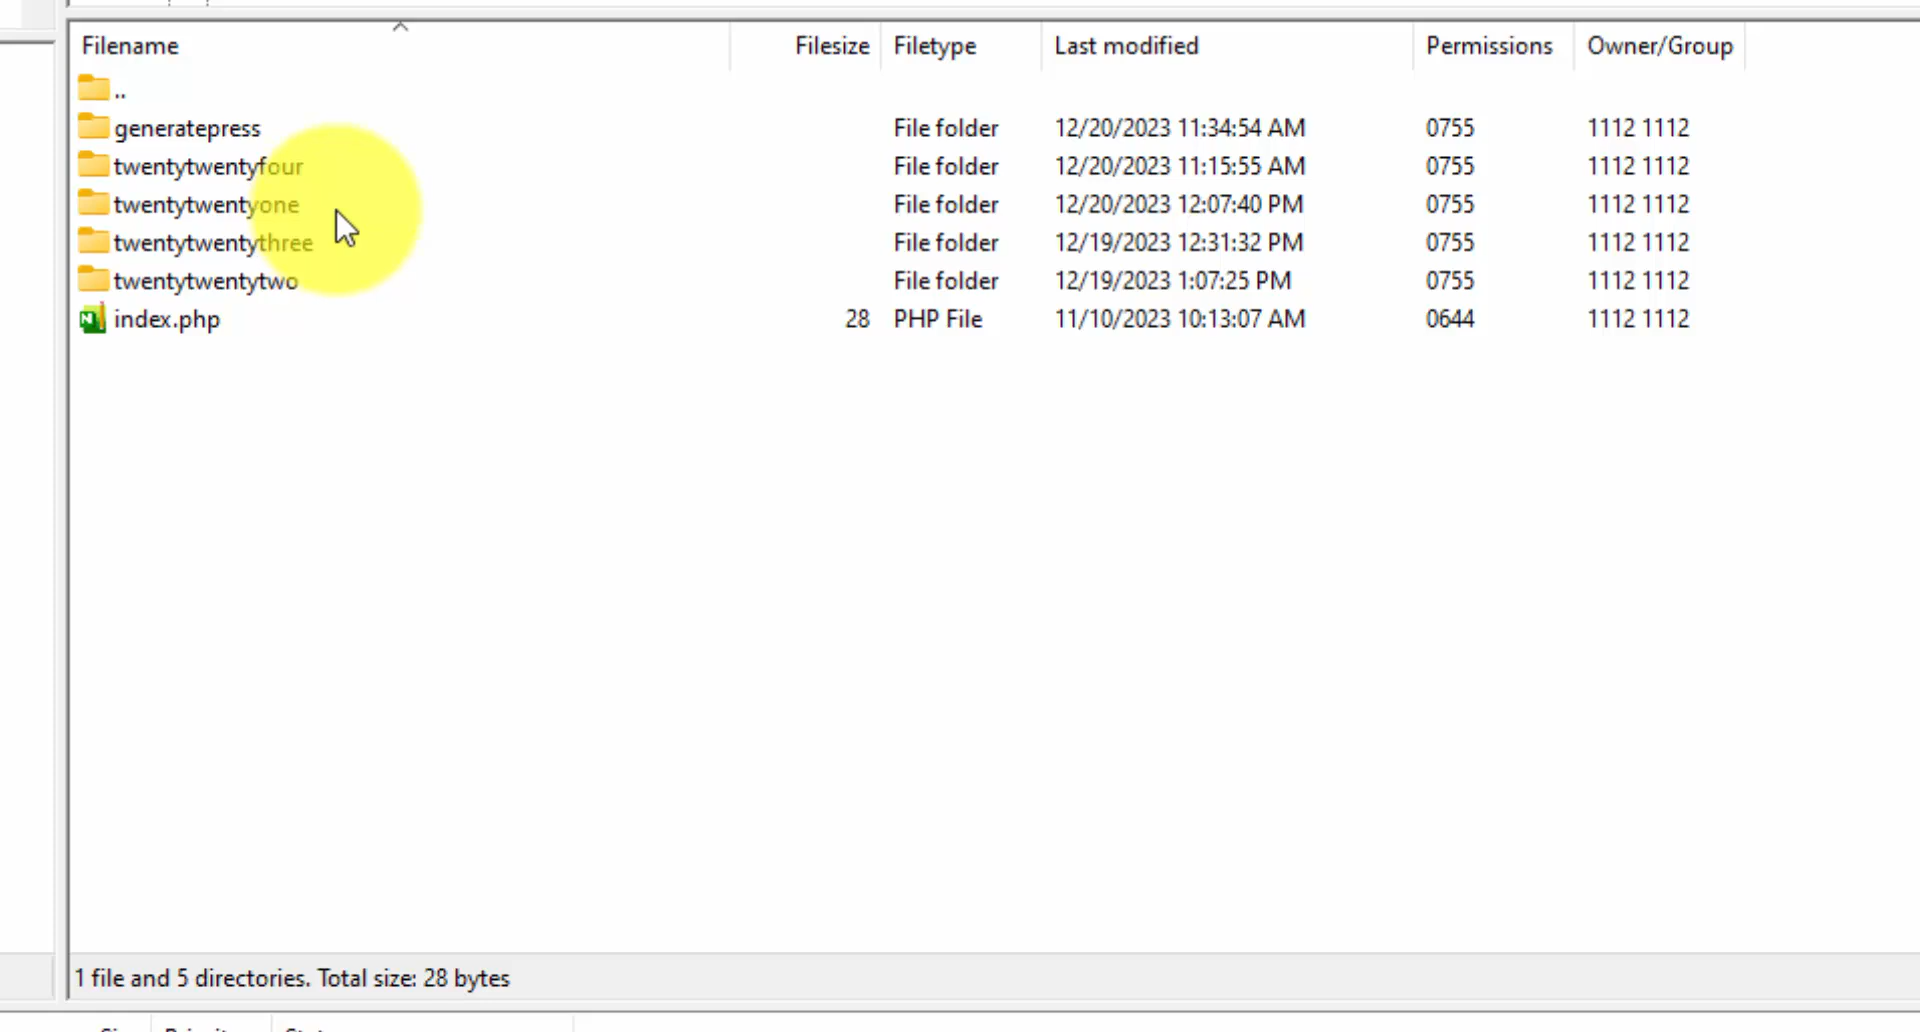 Filename Filesize Filetype Last modified Permissions Owner/Group
..
generatepress File folder 12/20/2023 11:34:54 AM 0755 1112 1112
twentytwentyfour File folder 12/20/2023 11:15:55 AM 0755 1112 1112
twentytwentyone File folder 12/20/2023 12:07:40 PM 0755 1112 1112
twentytwentythree File folder 12/19/2023 12:31:32 PM 0755 1112 1112
twentytwentytwo File folder 12/19/2023 1:07:25 PM 0755 1112 1112
index.php 28 PHP File 11/10/2023 10:13:07 AM 0644 1112 1112
1 file and 5 directories. Total size: 28 bytes